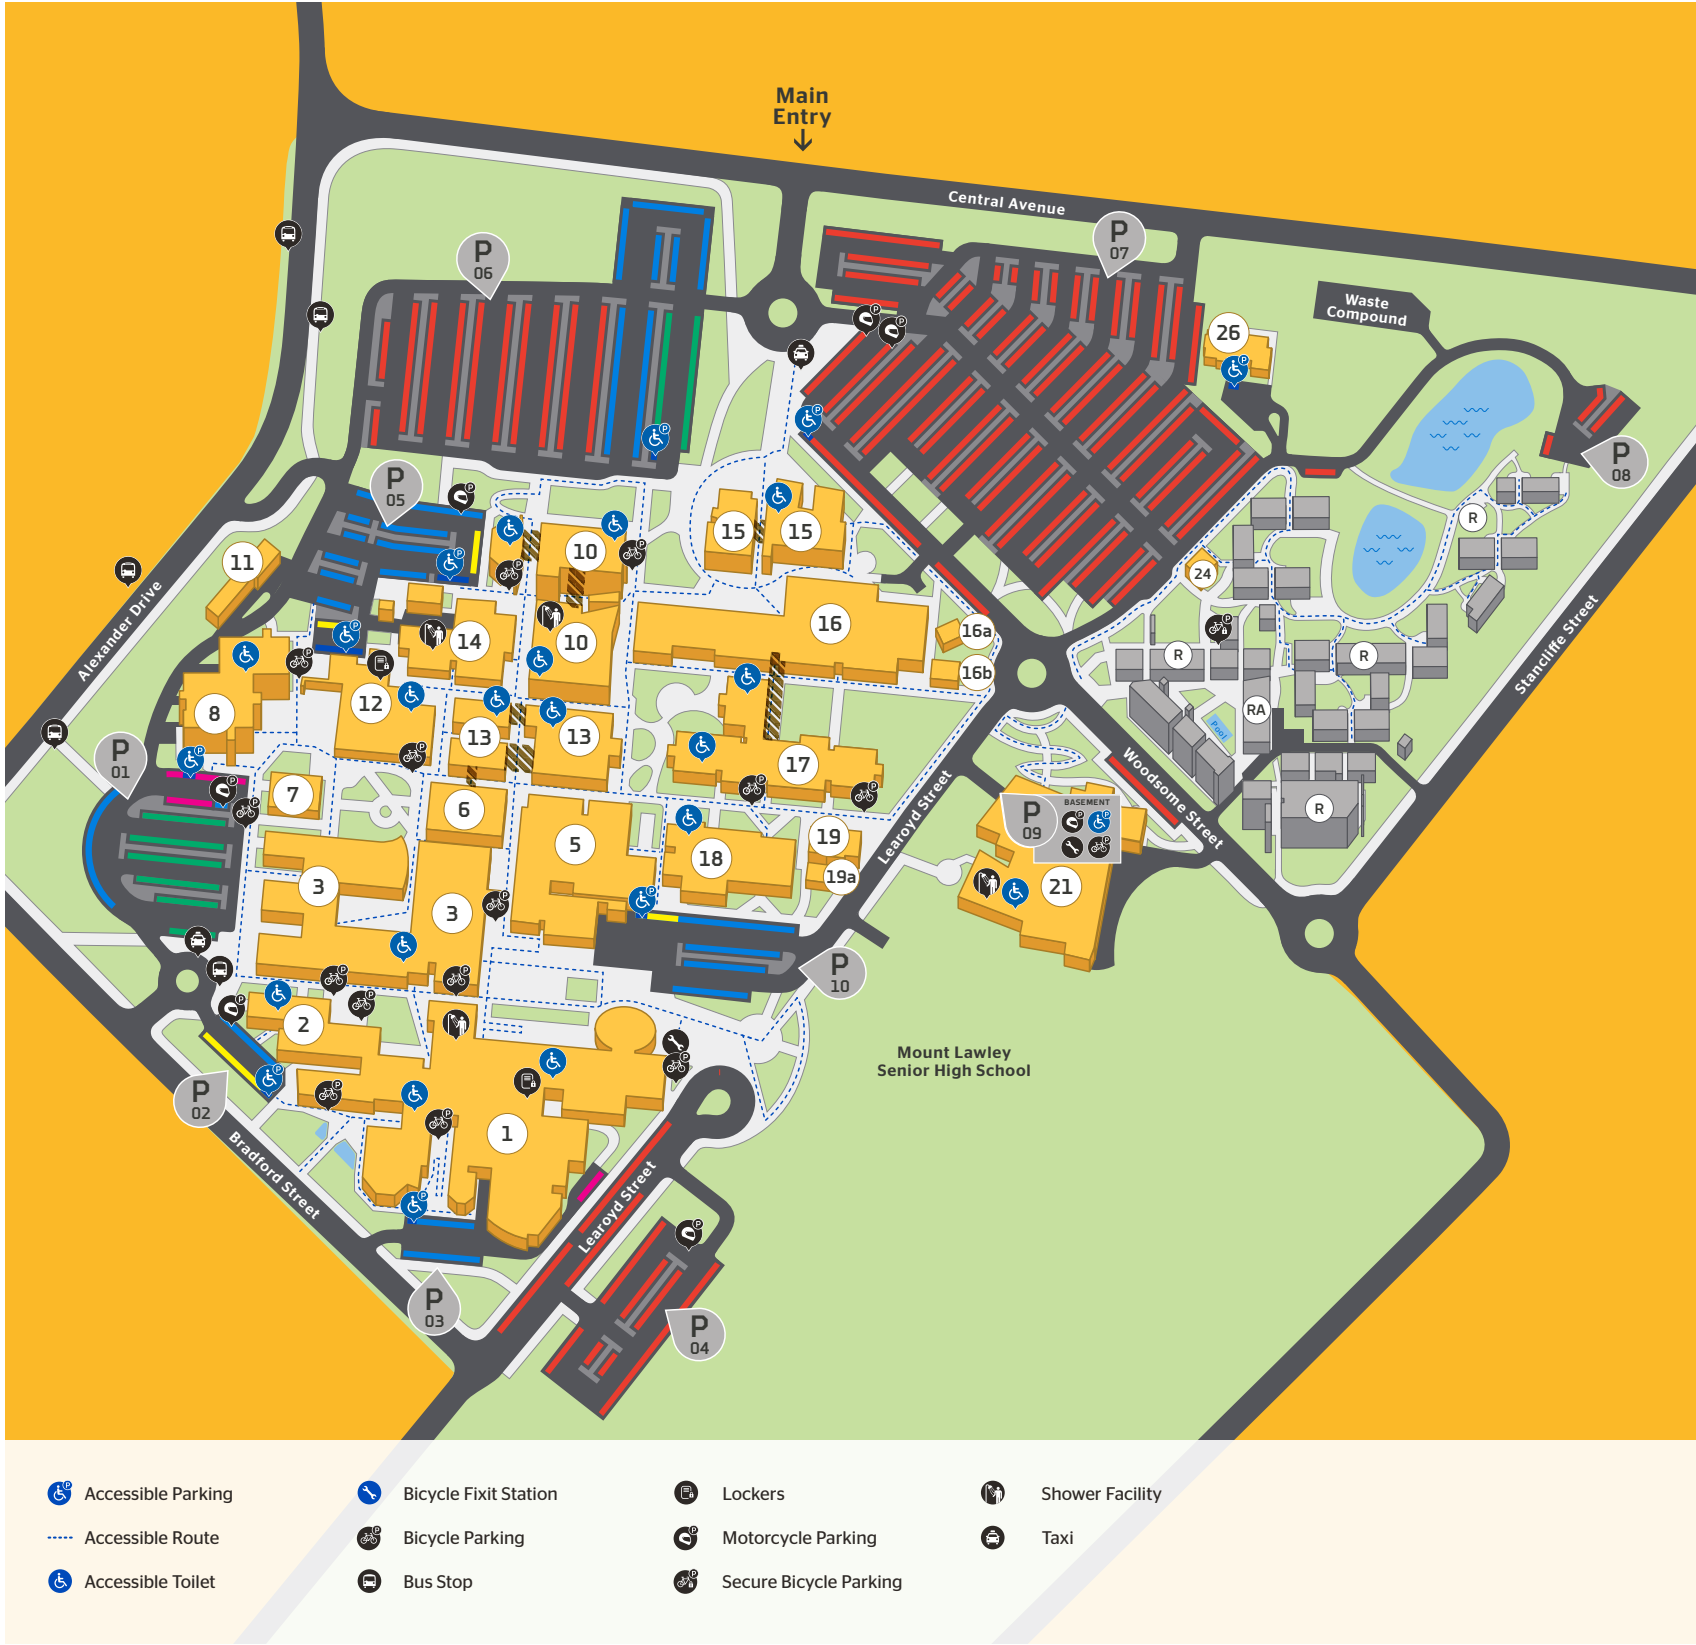 Main
Entry
Central Avenue
P
07
P
06
Waste
Compound
26
P
08
P
05
R
15
15
10
11
24
Alexander Drive
14
10
16
16a
16b
R
R
Stancliffe Street
12
8
13
13
RA
Pool
17
P
01
7
6
Woodsome Street
Learoyd Street
P
09
BASEMENT
R
5
18
19
19a
21
3
3
P
10
2
Mount Lawley
Senior High School
P
02
1
Bradford Street
Learoyd Street
P
03
P
04
Accessible Parking
Bicycle Fixit Station
Lockers
Shower Facility
Accessible Route
Bicycle Parking
Motorcycle Parking
Taxi
Accessible Toilet
Bus Stop
Secure Bicycle Parking